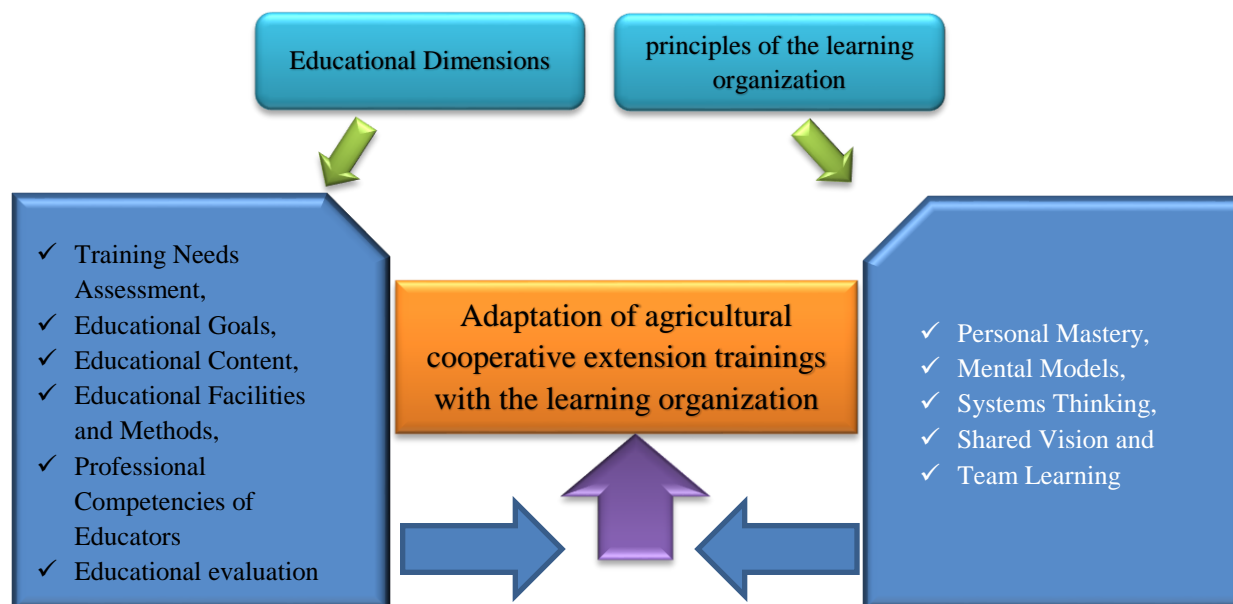 Educational Dimensions
principles of the learning
organization
✓ Training Needs
Assessment,
✓ Educational Goals,
✓ Educational Content,
✓ Educational Facilities
and Methods,
✓ Professional
Competencies of
Educators
✓ Educational evaluation
Adaptation of agricultural
cooperative extension trainings
with the learning organization
✓ Personal Mastery,
✓ Mental Models,
✓ Systems Thinking,
✓ Shared Vision and
✓ Team Learning